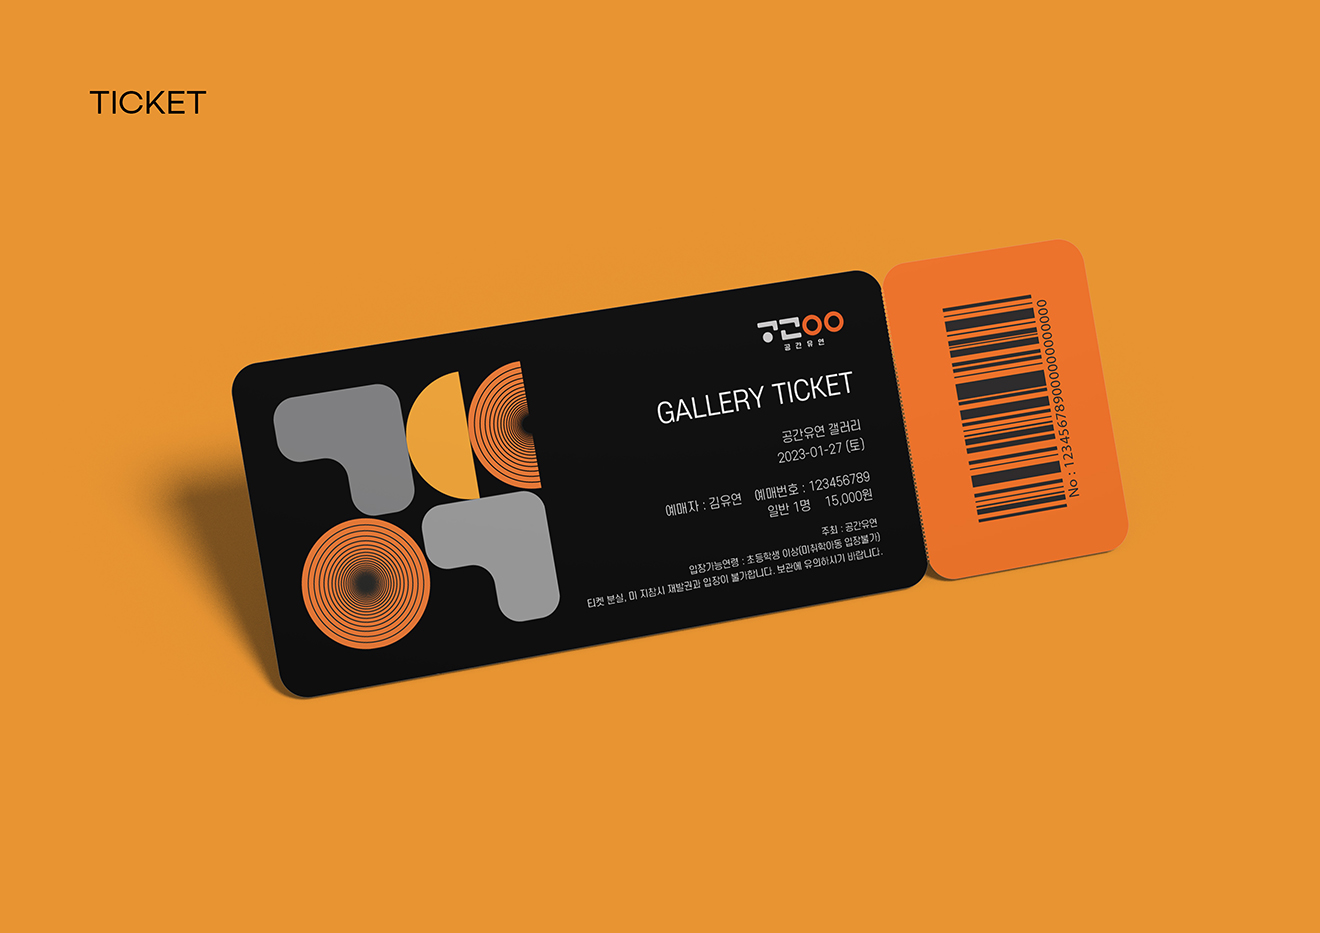 TICKET
공간유연
GALLERY TICKET
공간유연 갤러리
2023-01-27 (토)
예매자 : 김유연 예매번호 : 123456789
일반 1명 15,000원
주최 : 공간유연
입장가능연령 : 초등학생 이상(미취학아동 입장불가)
티켓 분실, 미 지참시 재발권과 입장이 불가합니다. 보관에 유의하시기 바랍니다.
No : 1234567890000000000000